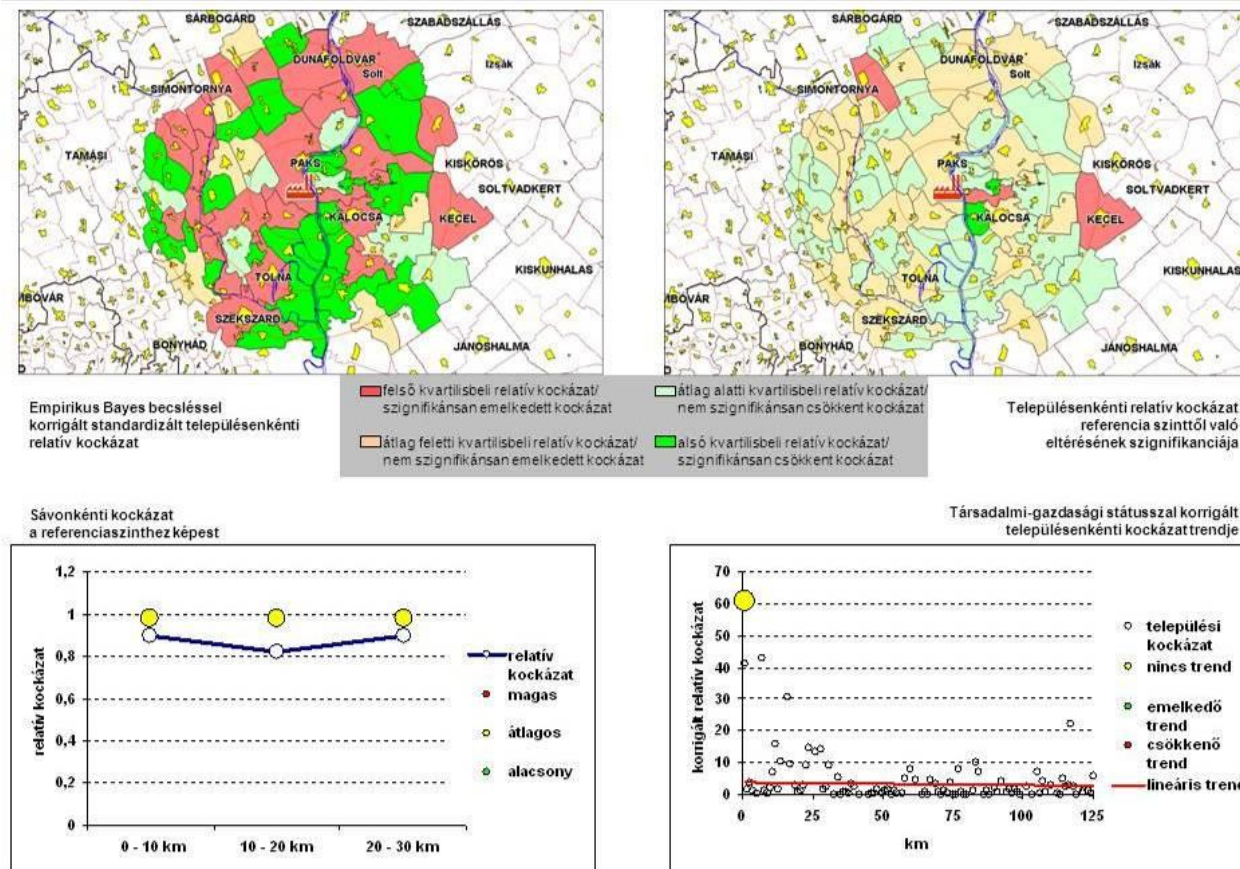 SÁRBOGÁRD
SZABADSZÁLLÁS
DUNAFÖLDVÁR
Solt
Izsák
SIMONTORNYA
TAMÁSI
PAKS
KISKŐRÖS
SOLTVADKERT
KALOCSA
KECEL
KISKUNHALAS
TOLNA
MBÓVÁR
SZEKSZÁRD
BONYHÁD
JÁNOSHALMA
SÁRBOGÁRD
SZABADSZÁLLÁS
DUNAFÖLDVÁR
Solt
Izsák
SIMONTORNYA
TAMÁSI
PAKS
KISKŐRÖS
SOLTVADKERT
KALOCSA
KECEL
KISKUNHALAS
TOLNA
MBÓVÁR
SZEKSZÁRD
BONYHÁD
JÁNOSHALMA
Empirikus Bayes becsléssel
korrigált standardizált településenkénti
relatív kockázat
felső kvartilisbeli relatív kockázat/
szignifikánsan emelkedett kockázat
átlag feletti kvartilisbeli relatív kockázat/
nem szignifikánsan emelkedett kockázat
átlag alatti kvartilisbeli relatív kockázat/
nem szignifikánsan csökkent kockázat
alsó kvartilisbeli relatív kockázat/
szignifikánsan csökkent kockázat
Településenkénti relatív kockázat
referencia szinttől való
eltérésének szignifikanciája
Sávonkénti kockázat
a referenciaszinthez képest
relatív kockázat
1,2
1
0,8
0,6
0,4
0,2
0
0 - 10 km
10 - 20 km
20 - 30 km
relatív
kockázat
magas
átlagos
alacsony
Társadalmi-gazdasági státusszal korrigált
településenkénti kockázat trendje
korrigált relatív kockázat
70
60
50
40
30
20
10
0
0
25
50
75
100
125
km
települési
kockázat
nincs trend
emelkedő
trend
csökkenő
trend
lineáris trend